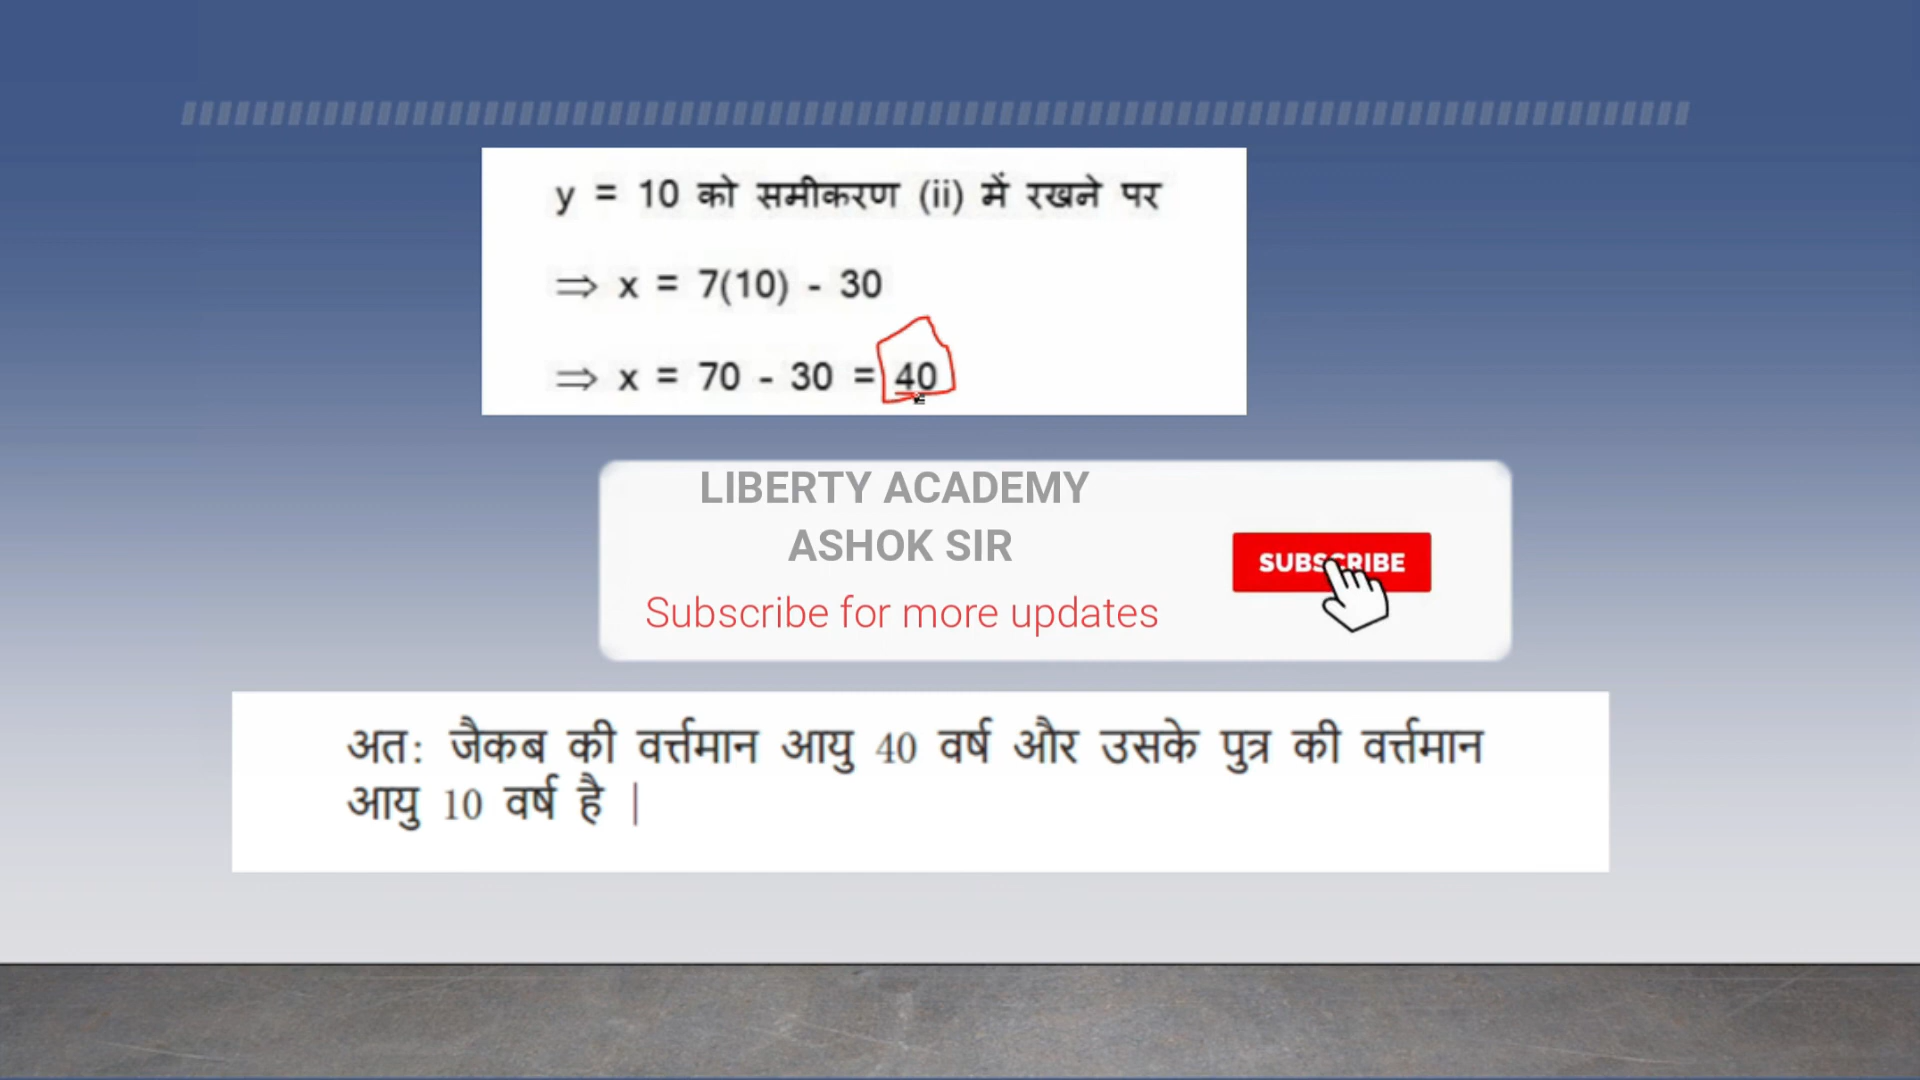 y = 10 को समीकरण (ii) में रखने पर
⇒ x = 7(10) - 30
⇒ x = 70 - 30 = 40
LIBERTY ACADEMY
ASHOK SIR
SUBSCRIBE
Subscribe for more updates
अत: जैकब की वर्त्तमान आयु 40 वर्ष और उसके पुत्र की वर्त्तमान
आयु 10 वर्ष है |